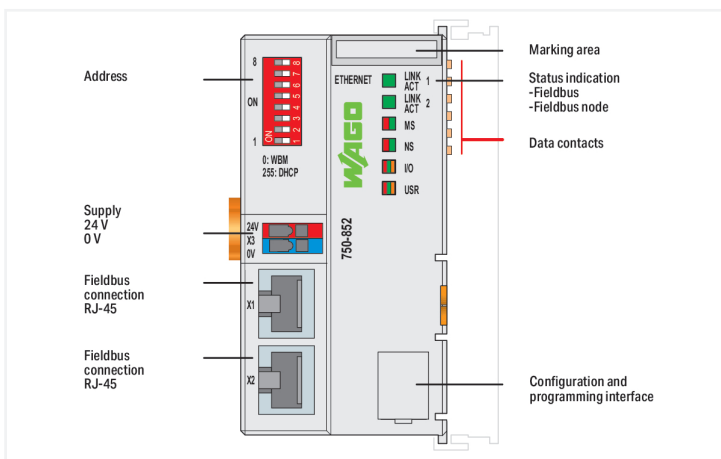 Address
Supply
24 V
0 V
Fieldbus
connection
RJ-45
Fieldbus
connection
RJ-45
8
ON
1
8
7
6
5
4
3
2
1
ON
0: WBM
255: DHCP
24V
X3
0V
X1
X2
ETHERNET
LINK 1
ACT
LINK 2
ACT
MS
NS
I/O
USR
WAGO
750-852
Marking area
Status indication
-Fieldbus
-Fieldbus node
Data contacts
Configuration and
programming interface